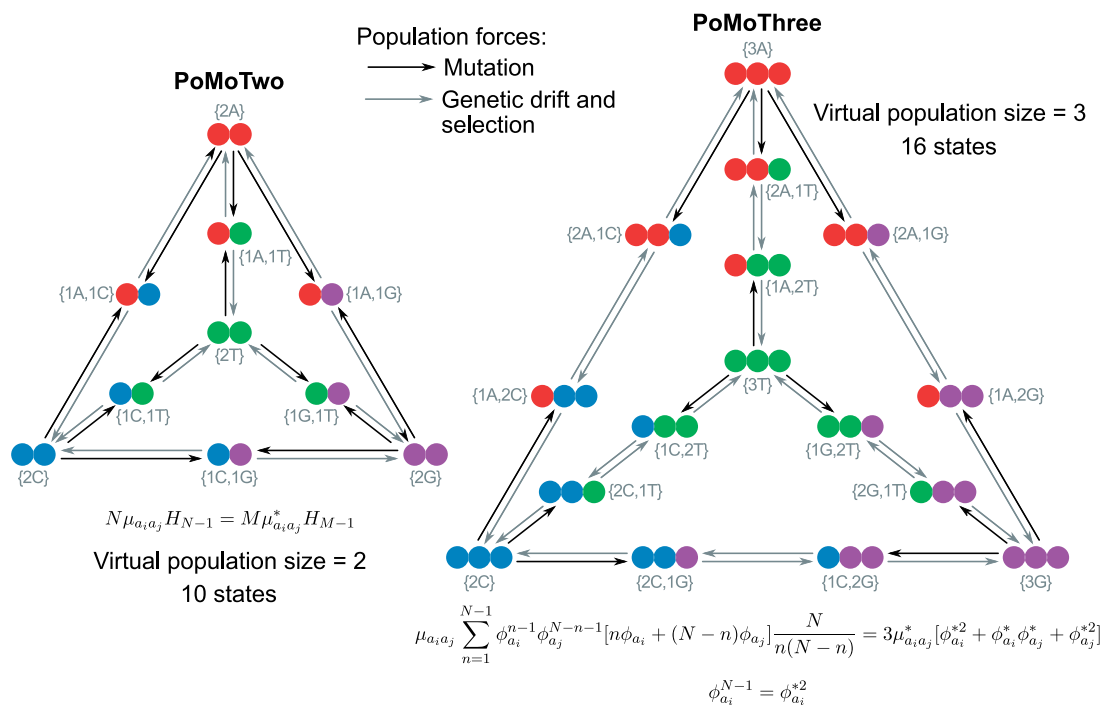 PoMoTwo
{2A}
{1A,1T}
{1A,1C}
{1A,1G}
{2T}
{1C,1T}
{1G,1T}
{2C}
{1C,1G}
{2G}
$N\mu_{a_i a_j} H_{N-1} = M\mu^*_{a_i a_j} H_{M-1}$
Virtual population size = 2
10 states
Population forces:
Mutation
Genetic drift and
selection
PoMoThree
{3A}
Virtual population size = 3
16 states
{2A,1T}
{2A,1C}
{2A,1G}
{1A,2T}
{3T}
{1A,2C}
{1A,2G}
{1C,2T}
{1G,2T}
{2C,1T}
{2G,1T}
{2C}
{2C,1G}
{1C,2G}
{3G}
$\mu_{a_i a_j} \sum_{n=1}^{N-1} \phi_{a_i}^{n-1} \phi_{a_j}^{N-n-1} [n\phi_{a_i} + (N-n)\phi_{a_j}] \frac{N}{n(N-n)} = 3\mu^*_{a_i a_j} [\phi_{a_i}^{*2} + \phi_{a_i}^* \phi_{a_j}^* + \phi_{a_j}^{*2}]$
$\phi_{a_i}^{N-1} = \phi_{a_i}^{*2}$